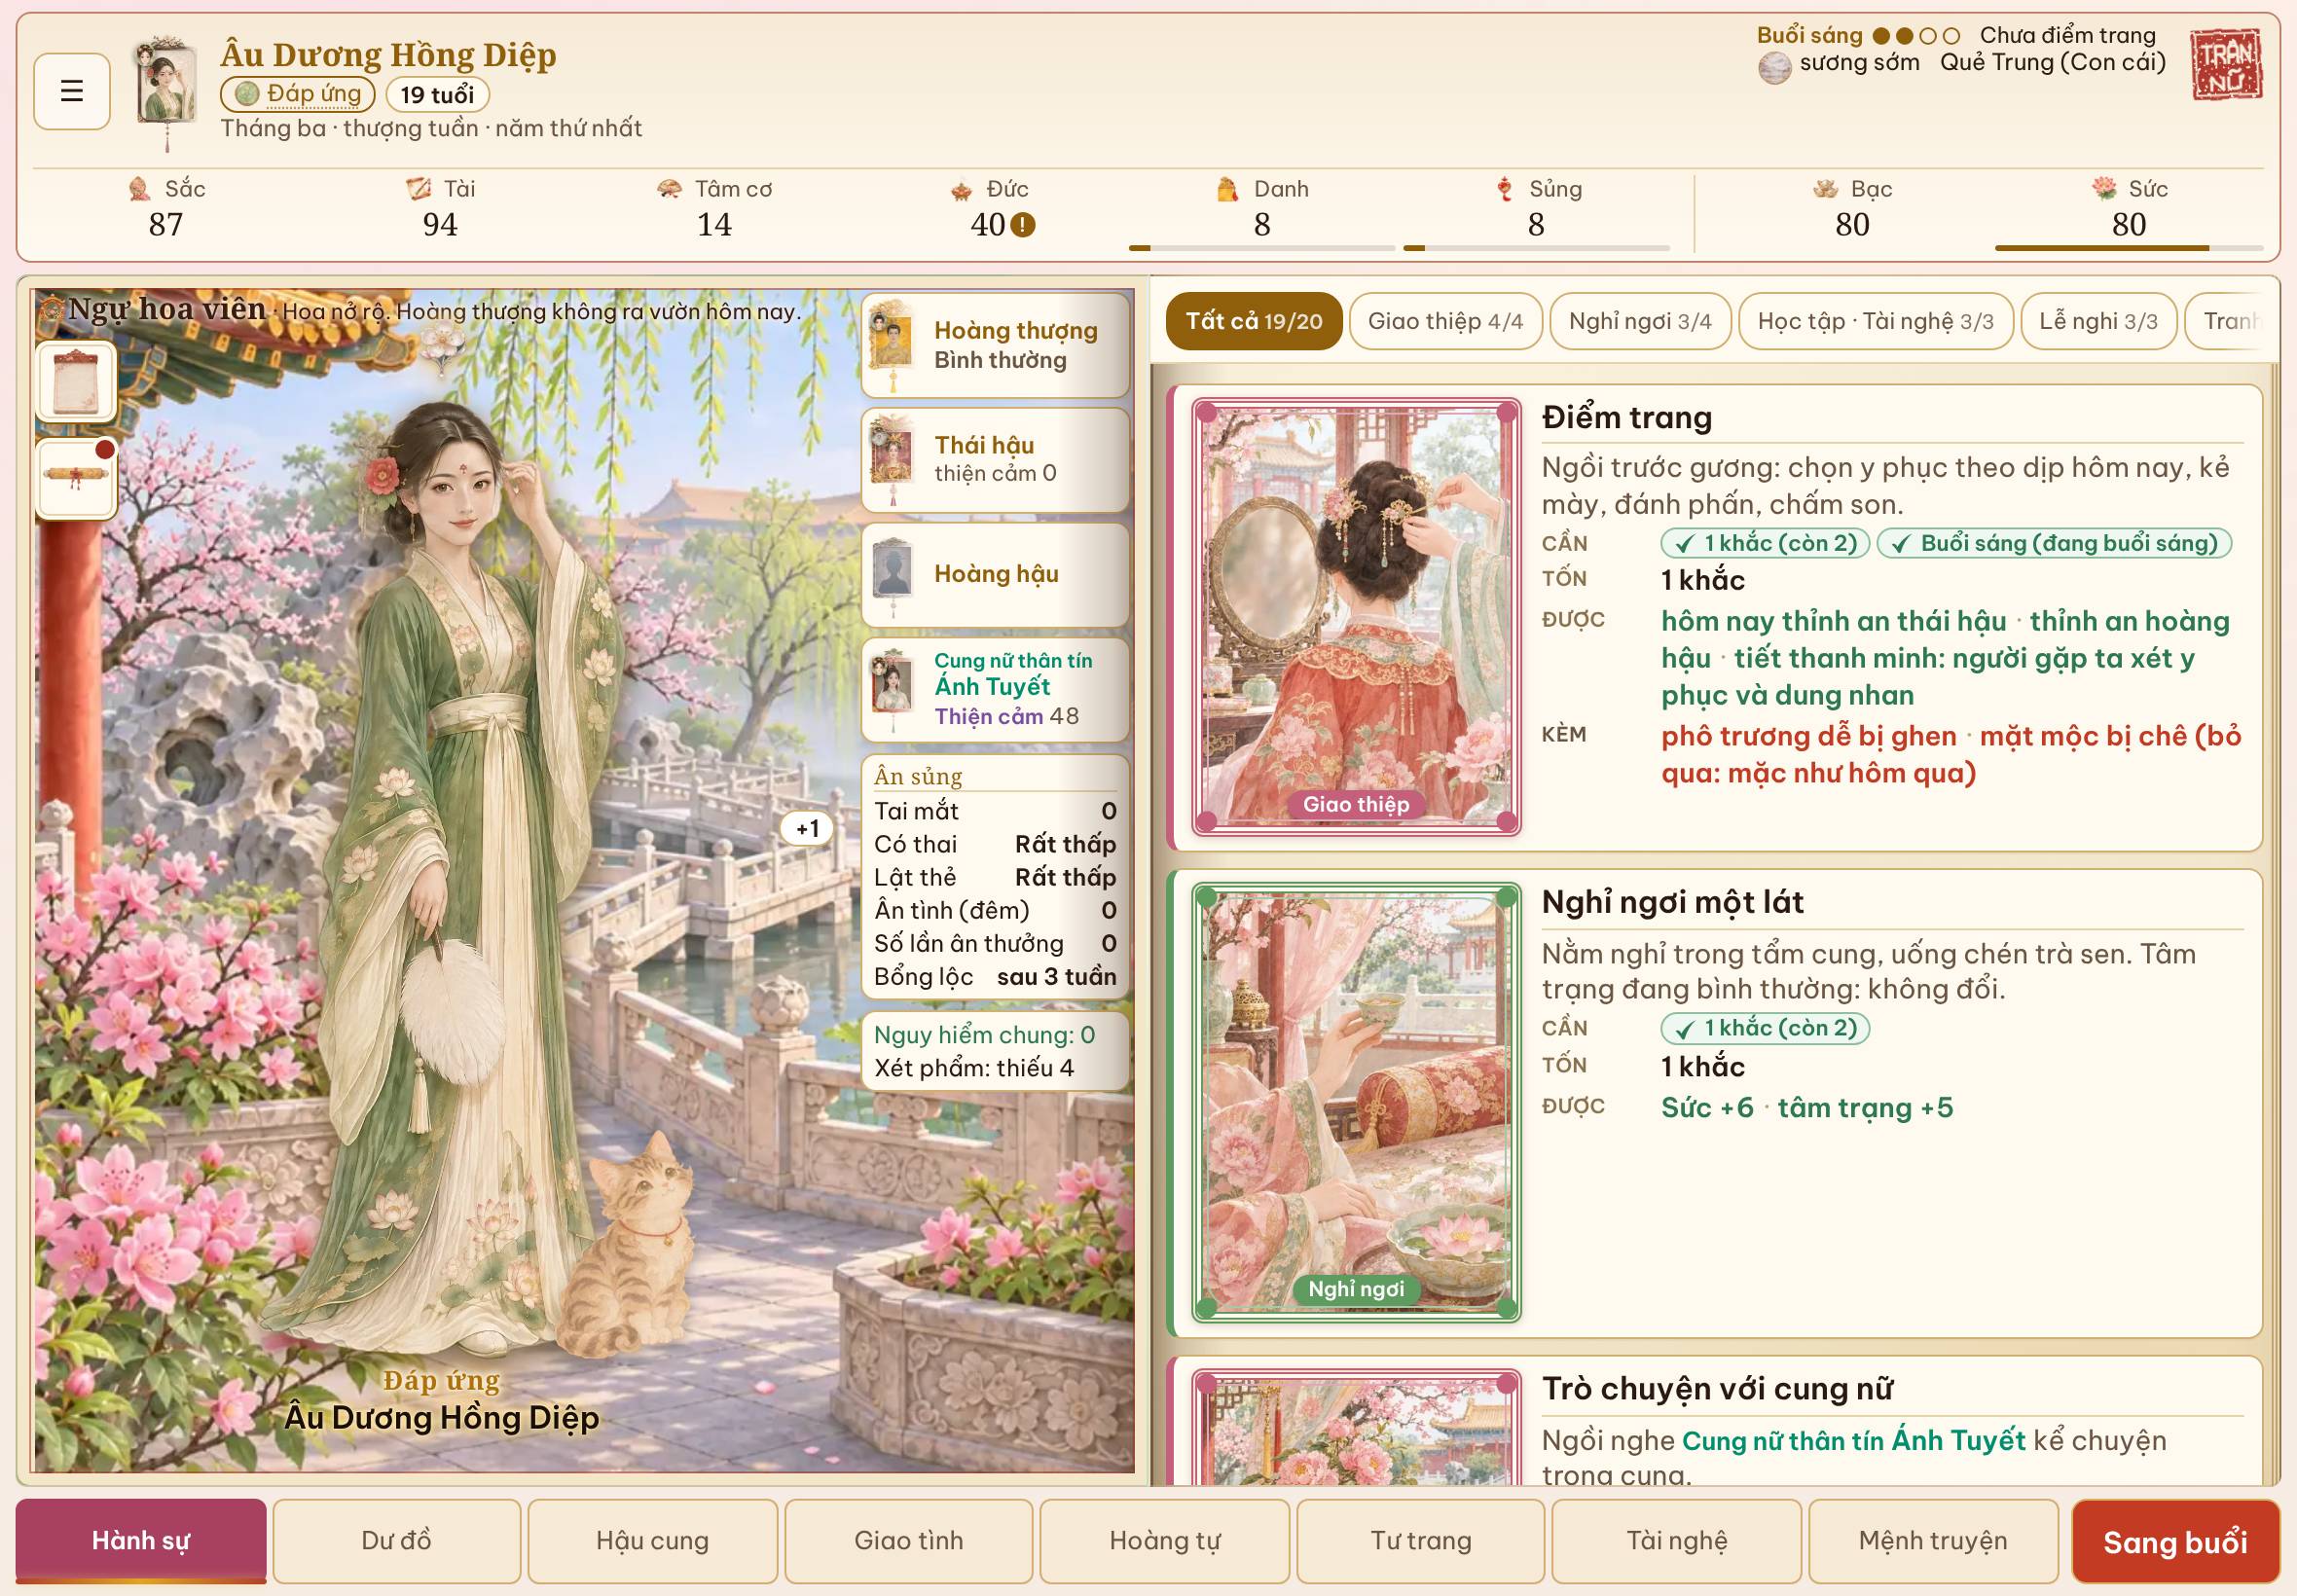 ☰
Âu Dương Hồng Diệp
Đáp ứng
19 tuổi
Tháng ba · thượng tuần · năm thứ nhất
Buổi sáng
Chưa điểm trang
sương sớm
Quẻ Trung (Con cái)
TRÂN
NỮ
Sắc
87
Tài
94
Tâm cơ
14
Đức
40 !
Danh
8
Sủng
8
Bạc
80
Sức
80
Ngự hoa viên · Hoa nở rộ. Hoàng thượng không ra vườn hôm nay.
Hoàng thượng
Bình thường
Thái hậu
thiện cảm 0
Hoàng hậu
Cung nữ thân tín
Ánh Tuyết
Thiện cảm 48
Ân sủng
Tai mắt 0
Có thai Rất thấp
Lật thẻ Rất thấp
Ân tình (đêm) 0
Số lần ân thưởng 0
Bổng lộc sau 3 tuần
Nguy hiểm chung: 0
Xét phẩm: thiếu 4
+1
Đáp ứng
Âu Dương Hồng Diệp
Tất cả 19/20
Giao thiệp 4/4
Nghỉ ngơi 3/4
Học tập · Tài nghệ 3/3
Lễ nghi 3/3
Tranh
Điểm trang
Ngồi trước gương: chọn y phục theo dịp hôm nay, kẻ
mày, đánh phấn, chấm son.
CẦN ✓ 1 khắc (còn 2) ✓ Buổi sáng (đang buổi sáng)
TỐN 1 khắc
ĐƯỢC hôm nay thỉnh an thái hậu · thỉnh an hoàng
hậu · tiết thanh minh: người gặp ta xét y
phục và dung nhan
KÈM phô trương dễ bị ghen · mặt mộc bị chê (bỏ
qua: mặc như hôm qua)
Giao thiệp
Nghỉ ngơi một lát
Nằm nghỉ trong tẩm cung, uống chén trà sen. Tâm
trạng đang bình thường: không đổi.
CẦN ✓ 1 khắc (còn 2)
TỐN 1 khắc
ĐƯỢC Sức +6 · tâm trạng +5
Nghỉ ngơi
Trò chuyện với cung nữ
Ngồi nghe Cung nữ thân tín Ánh Tuyết kể chuyện
trong cung.
Hành sự
Dư đồ
Hậu cung
Giao tình
Hoàng tự
Tư trang
Tài nghệ
Mệnh truyện
Sang buổi